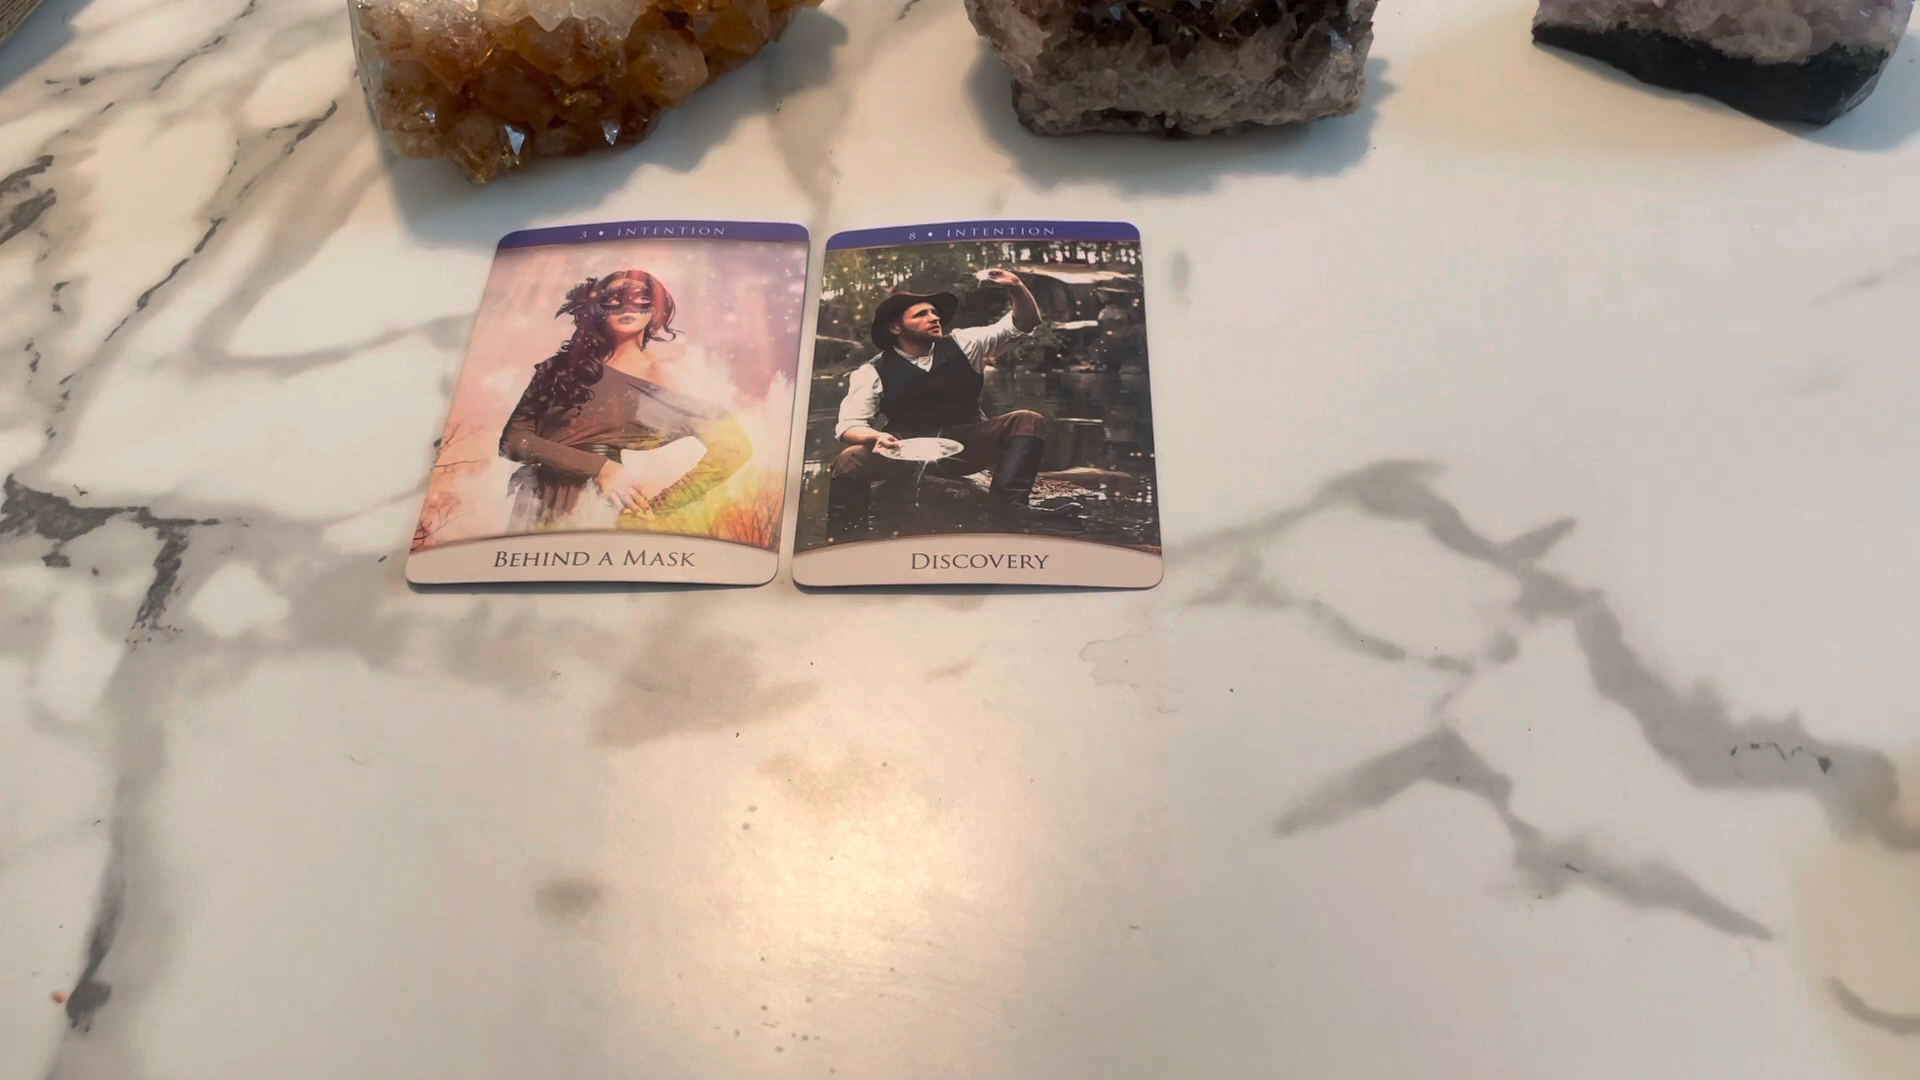 3 ♦ INTENTION
BEHIND A MASK
8 ♦ INTENTION
DISCOVERY